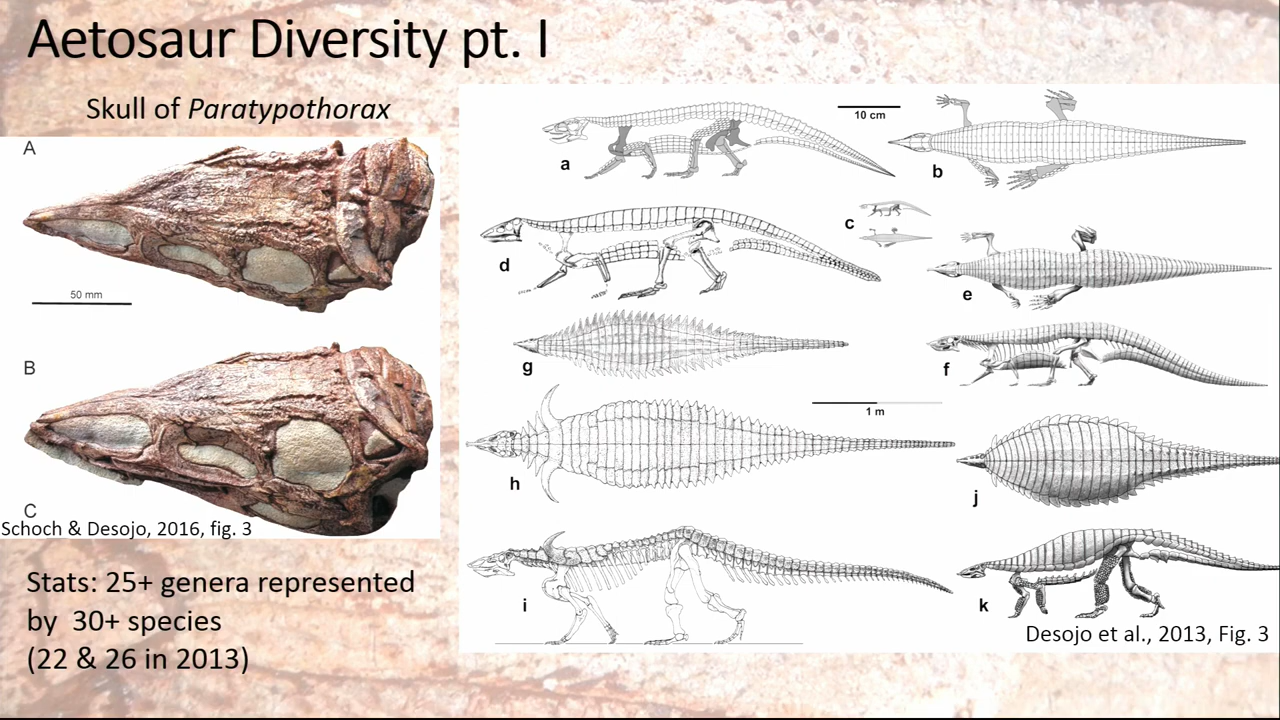 Aetosaur Diversity pt. I
Skull of Paratypothorax
A
50 mm
B
C
Schoch & Desojo, 2016, fig. 3
Stats: 25+ genera represented
by 30+ species
(22 & 26 in 2013)
a
10 cm
b
c
d
e
f
g
1 m
h
i
j
k
Desojo et al., 2013, Fig. 3